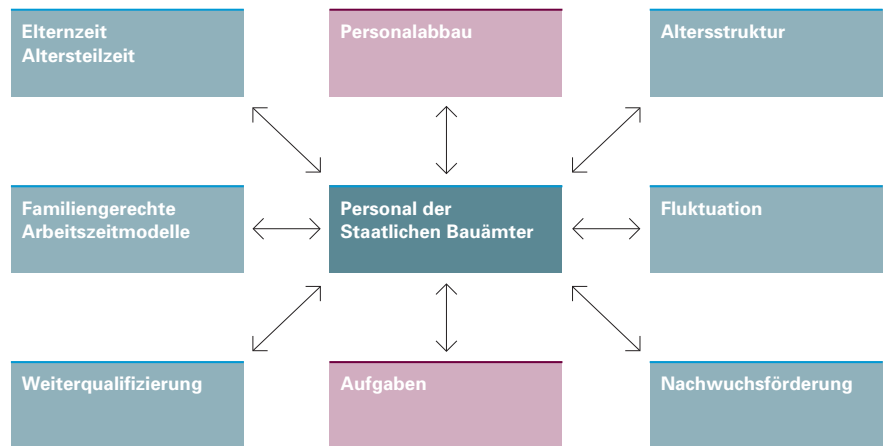 Elternzeit
Altersteilzeit
Personalabbau
Altersstruktur
Familiengerechte
Arbeitszeitmodelle
Personal der
Staatlichen Bauämter
Fluktuation
Weiterqualifizierung
Aufgaben
Nachwuchsförderung